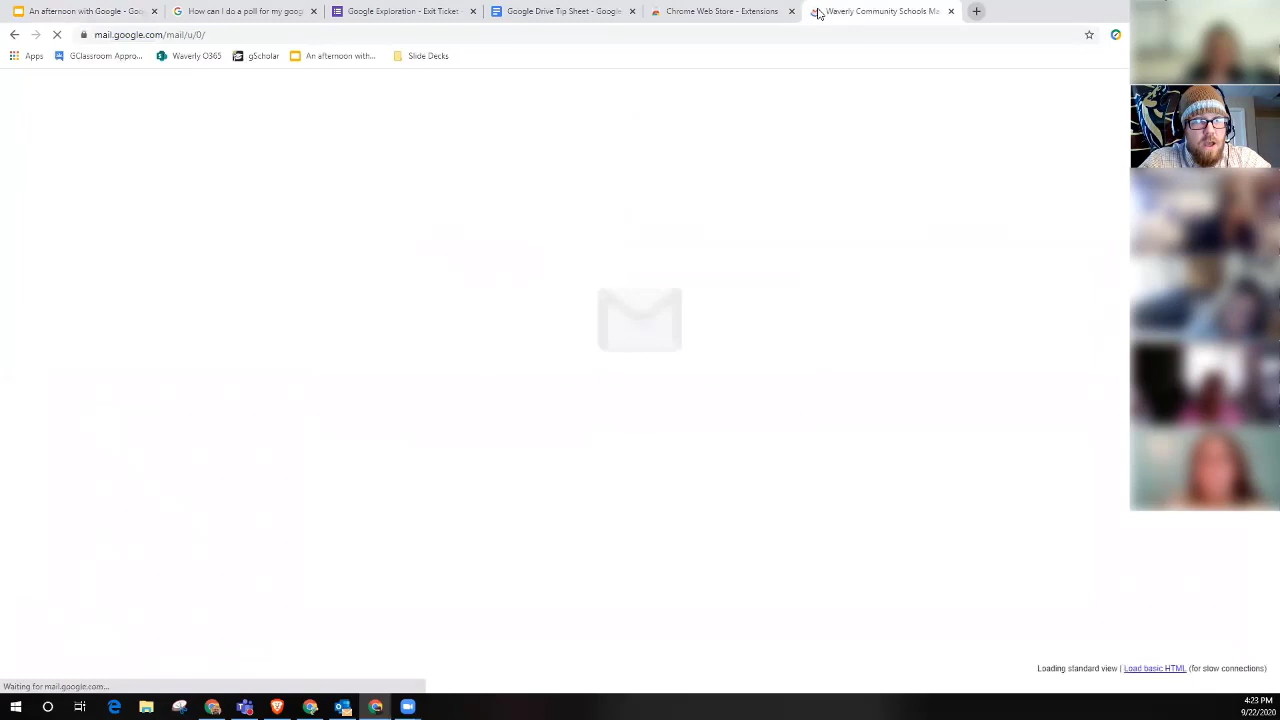 An afternoon with Google - Goo
How can I do a poll for my goog
Google Exploration - Exit Ticket
Google Drive Tip Sheet - Google
Chrome Web Store - Extensions
Waverly Community Schools Ma
mail.google.com/mail/u/0/
Apps
GClassroom Appro...
Waverly O365
gScholar
An afternoon with...
Slide Decks
Loading standard view | Load basic HTML (for slow connections)
Waiting for mail.google.com...
4:23 PM
9/22/2020